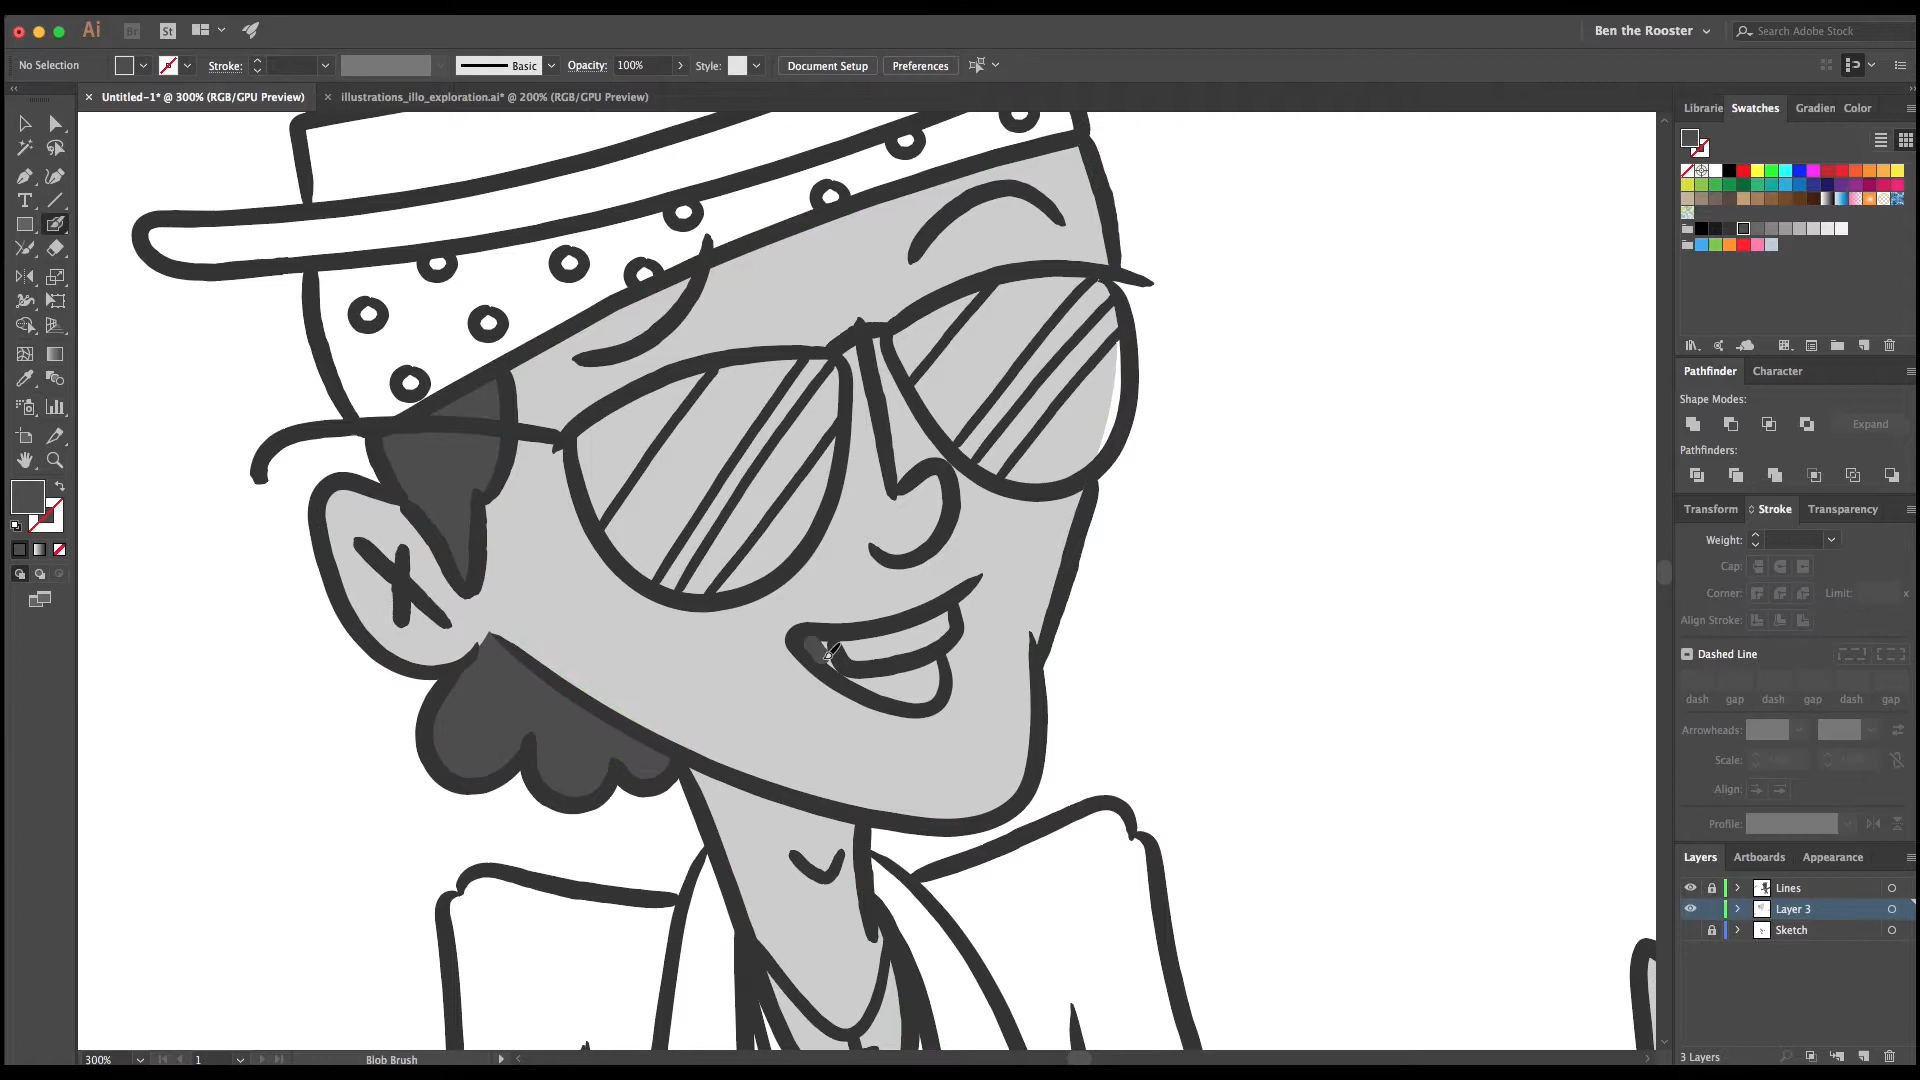 Ai Br St Ben the Rooster Search Adobe Stock
No Selection Stroke: Basic Opacity: 100% Style: Document Setup Preferences
× Untitled-1* @ 300% (RGB/GPU Preview) × illustrations_illo_exploration.ai* @ 200% (RGB/GPU Preview)
Librarie Swatches Gradien Color
Pathfinder Character
Shape Modes:
Expand
Pathfinders:
Transform Stroke Transparency
Weight:
Cap:
Corner: Limit: x
Align Stroke:
Dashed Line
dash gap dash gap dash gap
Arrowheads:
Scale:
Align:
Profile:
Layers Artboards Appearance
Lines
Layer 3
Sketch
3 Layers
300% 1 Blob Brush